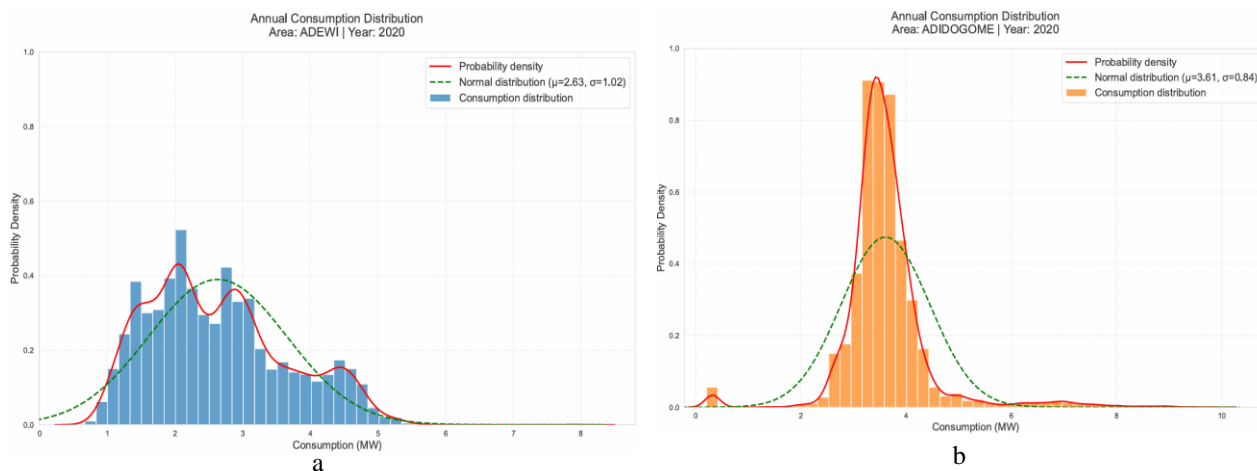 Annual Consumption Distribution
Area: ADEWI | Year: 2020
1.0
0.8
0.6
0.4
0.2
0.0
Probability Density
Probability density
Normal distribution (μ=2.63, σ=1.02)
Consumption distribution
0 1 2 3 4 5 6 7 8
Consumption (MW)
a
Annual Consumption Distribution
Area: ADIDOGOME | Year: 2020
1.0
0.8
0.6
0.4
0.2
0.0
Probability Density
Probability density
Normal distribution (μ=3.61, σ=0.84)
Consumption distribution
0 2 4 6 8 10
Consumption (MW)
b